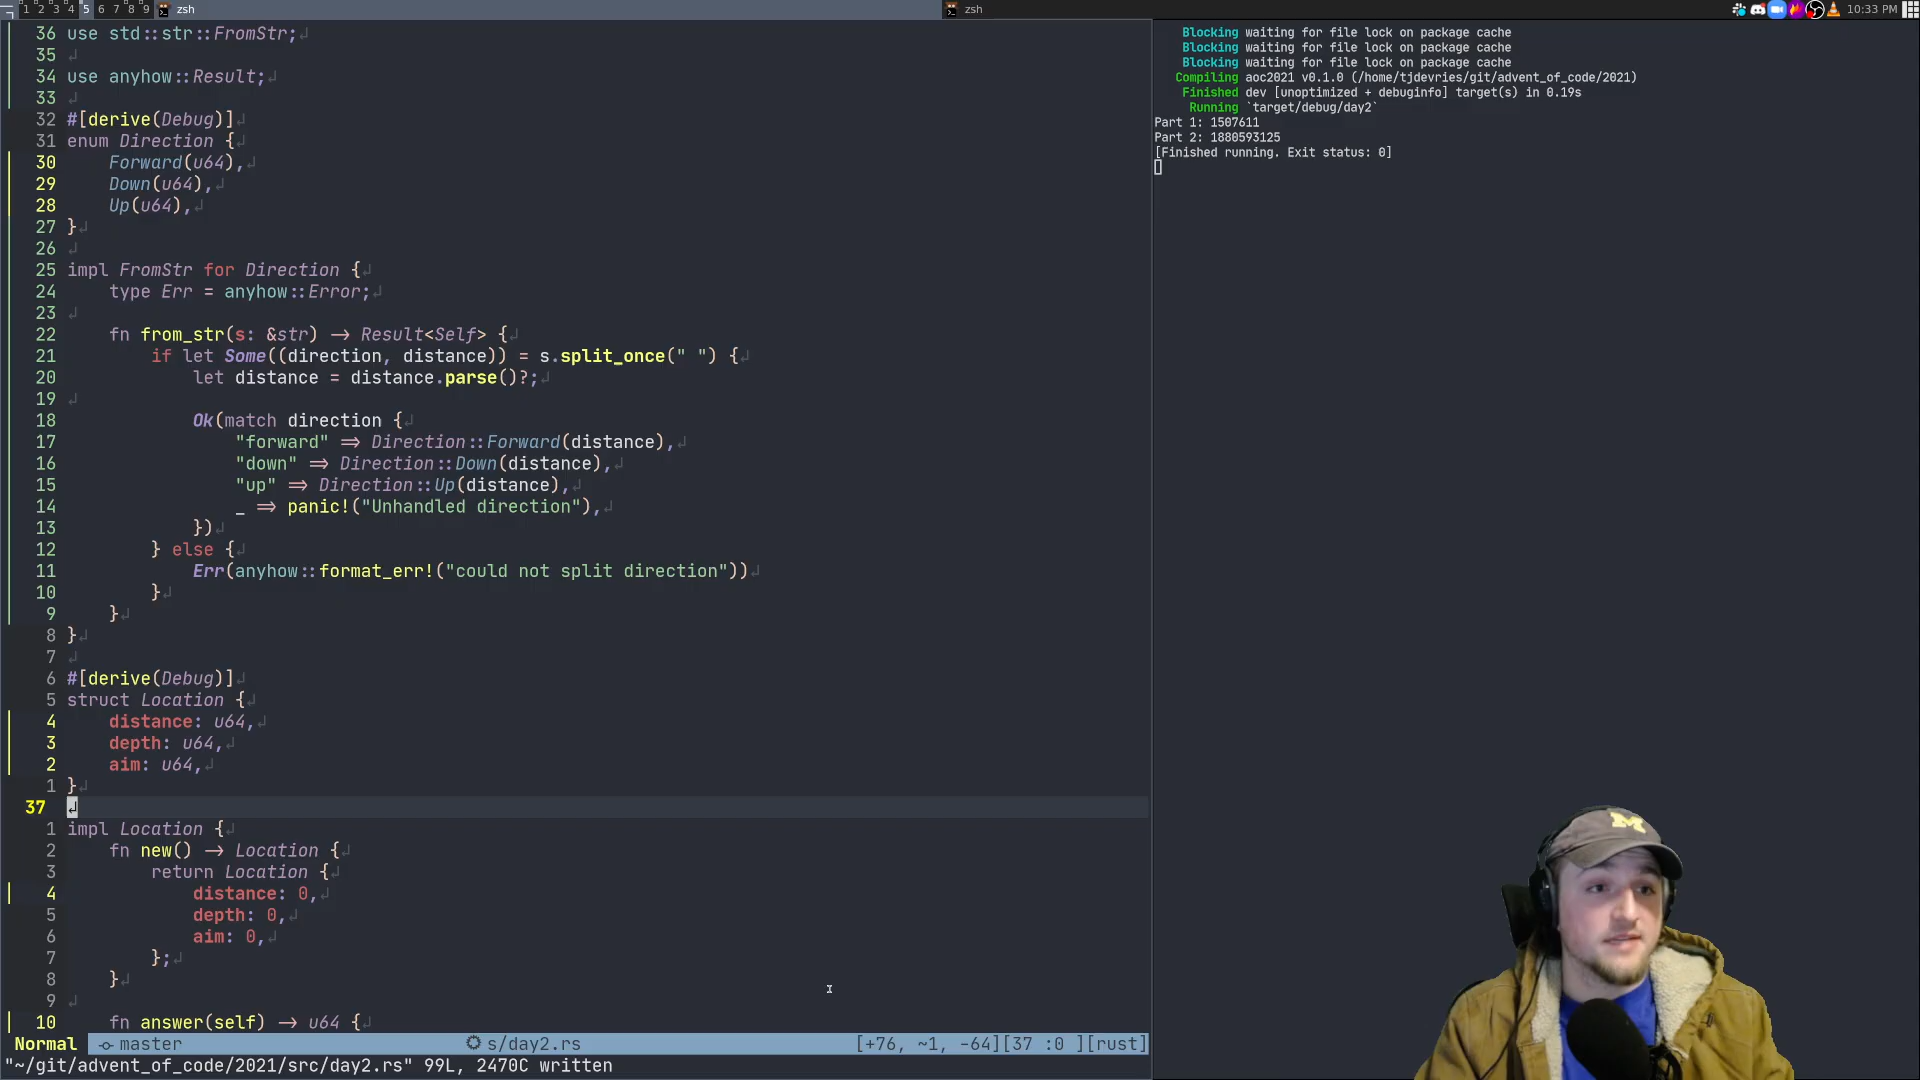 1 2 3 4 5 6 7 8 9 zsh
zsh
10:33 PM
36 use std::str::FromStr;
35
34 use anyhow::Result;
33
32 #[derive(Debug)]
31 enum Direction {
30 Forward(u64),
29 Down(u64),
28 Up(u64),
27 }
26
25 impl FromStr for Direction {
24 type Err = anyhow::Error;
23
22 fn from_str(s: &str) -> Result<Self> {
21 if let Some((direction, distance)) = s.split_once(" ") {
20 let distance = distance.parse()?;
19
18 Ok(match direction {
17 "forward" => Direction::Forward(distance),
16 "down" => Direction::Down(distance),
15 "up" => Direction::Up(distance),
14 _ => panic!("Unhandled direction"),
13 })
12 } else {
11 Err(anyhow::format_err!("could not split direction"))
10 }
9 }
8 }
7
6 #[derive(Debug)]
5 struct Location {
4 distance: u64,
3 depth: u64,
2 aim: u64,
1 }
37
1 impl Location {
2 fn new() -> Location {
3 return Location {
4 distance: 0,
5 depth: 0,
6 aim: 0,
7 };
8 }
9
10 fn answer(self) -> u64 {
Normal master s/day2.rs [+76, ~1, -64][37 :0 ][rust]
"~/git/advent_of_code/2021/src/day2.rs" 99L, 2470C written
Blocking waiting for file lock on package cache
Blocking waiting for file lock on package cache
Blocking waiting for file lock on package cache
Compiling aoc2021 v0.1.0 (/home/tjdevries/git/advent_of_code/2021)
Finished dev [unoptimized + debuginfo] target(s) in 0.19s
Running `target/debug/day2`
Part 1: 1507611
Part 2: 1880593125
[Finished running. Exit status: 0]
M